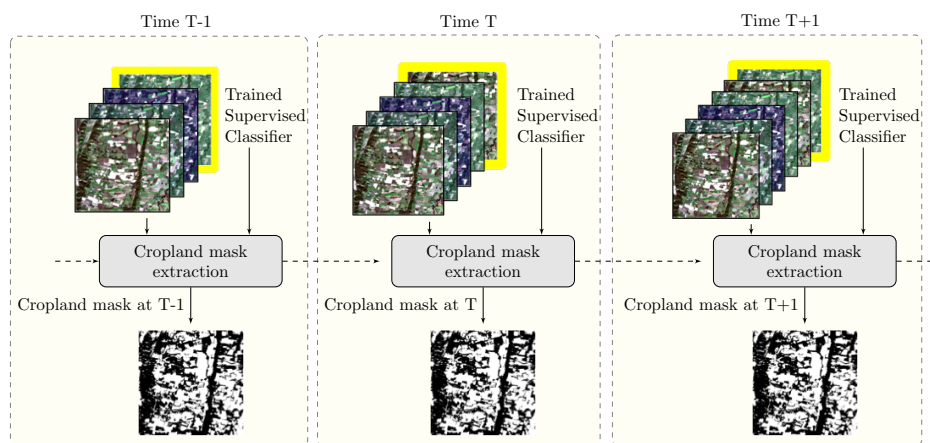 Time T-1
Time T
Time T+1
Trained
Supervised
Classifier
Trained
Supervised
Classifier
Trained
Supervised
Classifier
Cropland mask
extraction
Cropland mask
extraction
Cropland mask
extraction
Cropland mask at T-1
Cropland mask at T
Cropland mask at T+1